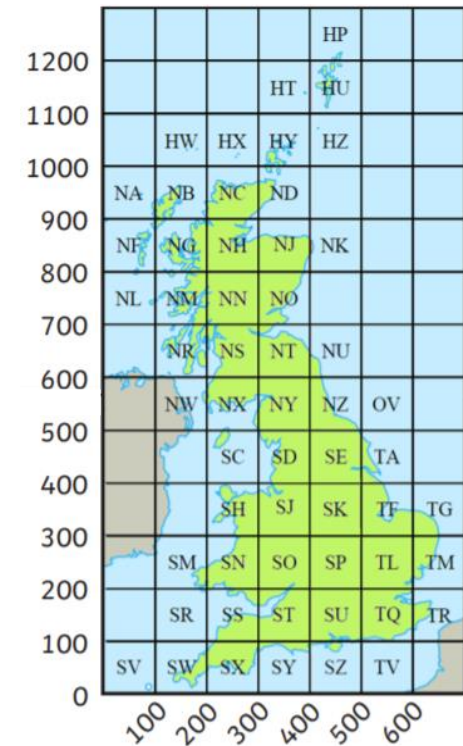 HP
1200
HT HU
1100
HW HX HY HZ
1000
NA NB NC ND
900
NF NG NH NJ NK
800
NL NM NN NO
700
NR NS NT NU
600
NW NX NY NZ OV
500
SC SD SE TA
400
SH SJ SK TF TG
300
SM SN SO SP TL TM
200
SR SS ST SU TQ TR
100
SV SW SX SY SZ TV
0
100 200 300 400 500 600